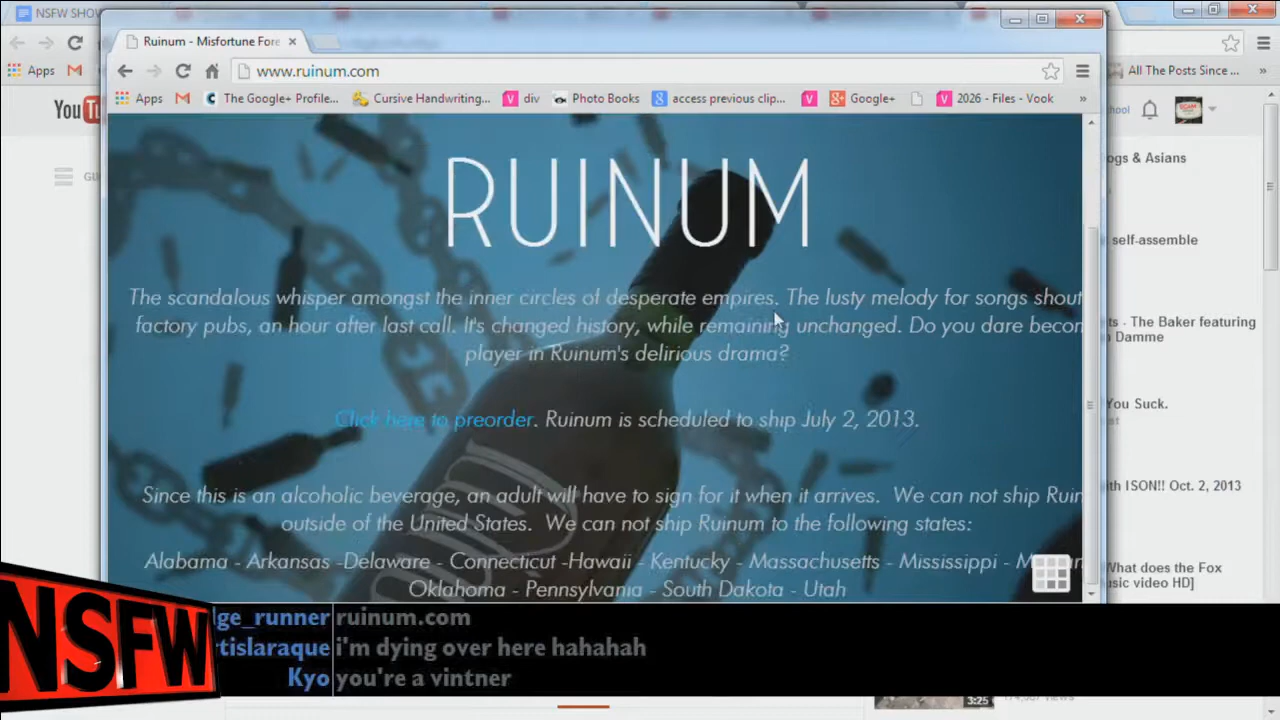 NSFW SHOW
Ruinum - Misfortune Fore
www.ruinum.com
Apps
Apps
The Google+ Profile...
Cursive Handwriting...
div
Photo Books
access previous clip...
Google+
2026 - Files - Vook
»
All The Posts Since ...
»
You
hool
RUINUM
The scandalous whisper amongst the inner circles of desperate empires. The lusty melody for songs shout
factory pubs, an hour after last call. It's changed history, while remaining unchanged. Do you dare becom
player in Ruinum's delirious drama?
Click here to preorder. Ruinum is scheduled to ship July 2, 2013.
Since this is an alcoholic beverage, an adult will have to sign for it when it arrives. We can not ship Ruin
outside of the United States. We can not ship Ruinum to the following states:
Alabama - Arkansas -Delaware - Connecticut -Hawaii - Kentucky - Massachusetts - Mississippi - M
Oklahoma - Pennsylvania - South Dakota - Utah
ogs & Asians
self-assemble
ts - The Baker featuring
Damme
You Suck.
th ISON!! Oct. 2, 2013
What does the Fox
sic video HD]
3:25
NSFW
ge_runner ruinum.com
rtislaraque i'm dying over here hahahah
Kyo you're a vintner